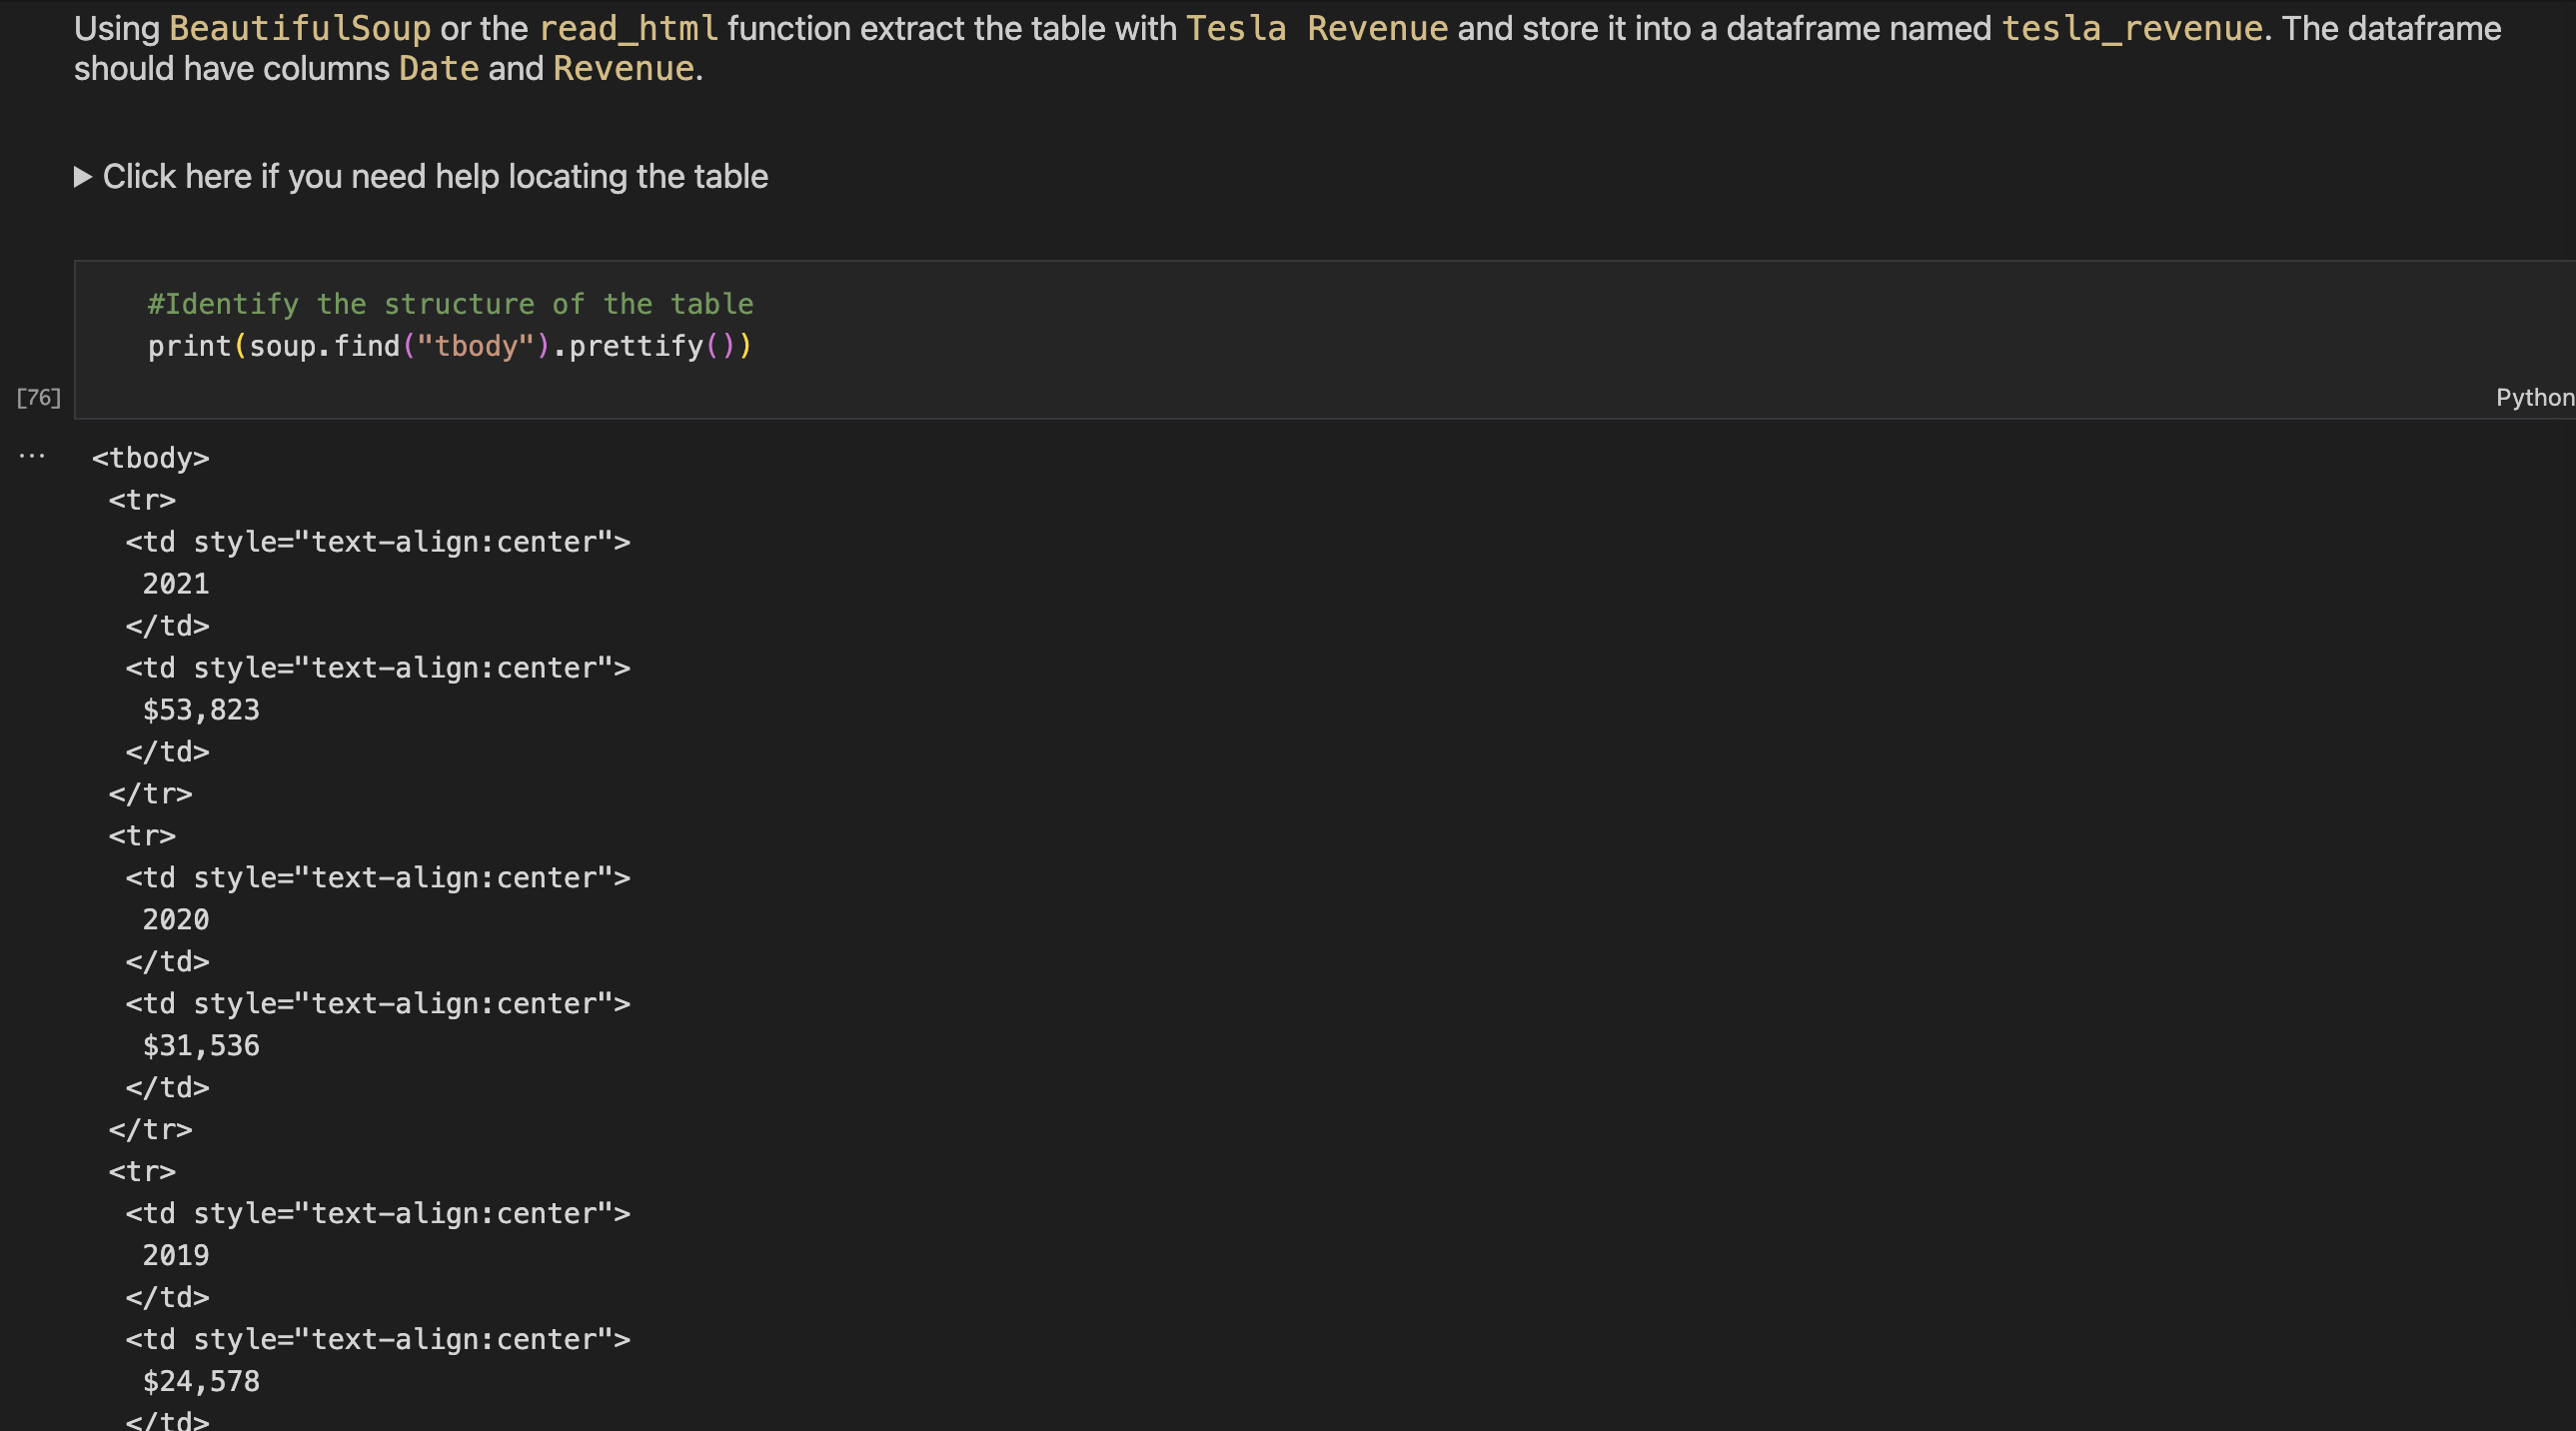 Using BeautifulSoup or the read_html function extract the table with Tesla Revenue and store it into a dataframe named tesla_revenue. The dataframe
should have columns Date and Revenue.
▶ Click here if you need help locating the table
#Identify the structure of the table
print(soup.find("tbody").prettify())
[76]
Python
... <tbody>
<tr>
<td style="text-align:center">
2021
</td>
<td style="text-align:center">
$53,823
</td>
</tr>
<tr>
<td style="text-align:center">
2020
</td>
<td style="text-align:center">
$31,536
</td>
</tr>
<tr>
<td style="text-align:center">
2019
</td>
<td style="text-align:center">
$24,578
</td>